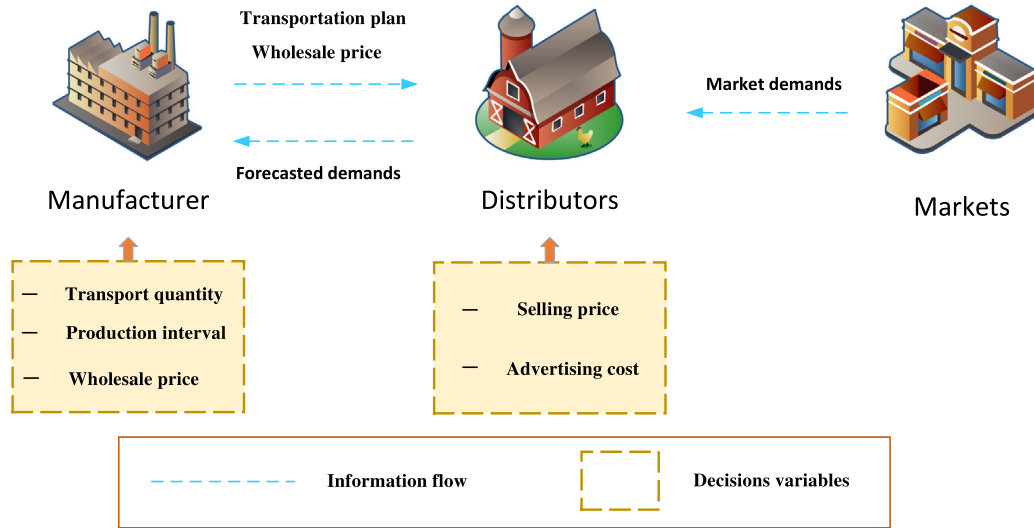 Transportation plan
Wholesale price
Market demands
Forecasted demands
Manufacturer
Distributors
Markets
— Transport quantity
— Production interval
— Wholesale price
— Selling price
— Advertising cost
Information flow
Decisions variables